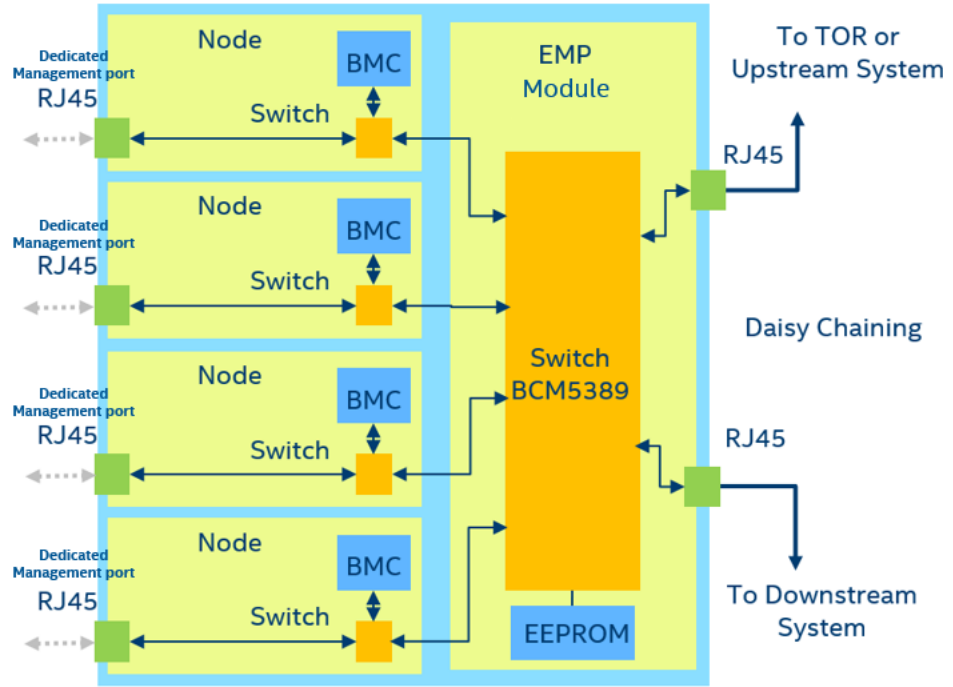 Node
BMC
Dedicated
Management port
RJ45
Switch
Node
BMC
Dedicated
Management port
RJ45
Switch
Node
BMC
Dedicated
Management port
RJ45
Switch
Node
BMC
Dedicated
Management port
RJ45
Switch
EMP
Module
Switch
BCM5389
EEPROM
To TOR or
Upstream System
RJ45
Daisy Chaining
RJ45
To Downstream
System